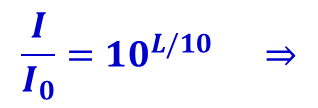 I/I₀ = 10^{L/10} ⇒